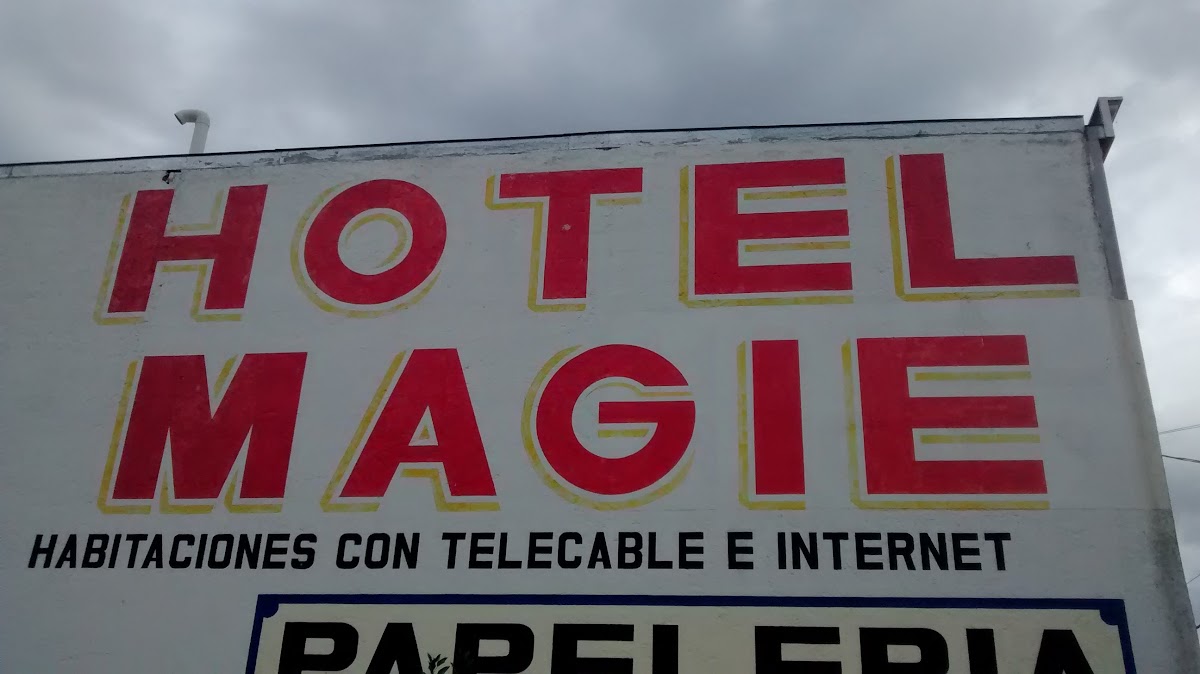 HOTEL
MAGIE
HABITACIONES CON TELECABLE E INTERNET
PAPELERIA